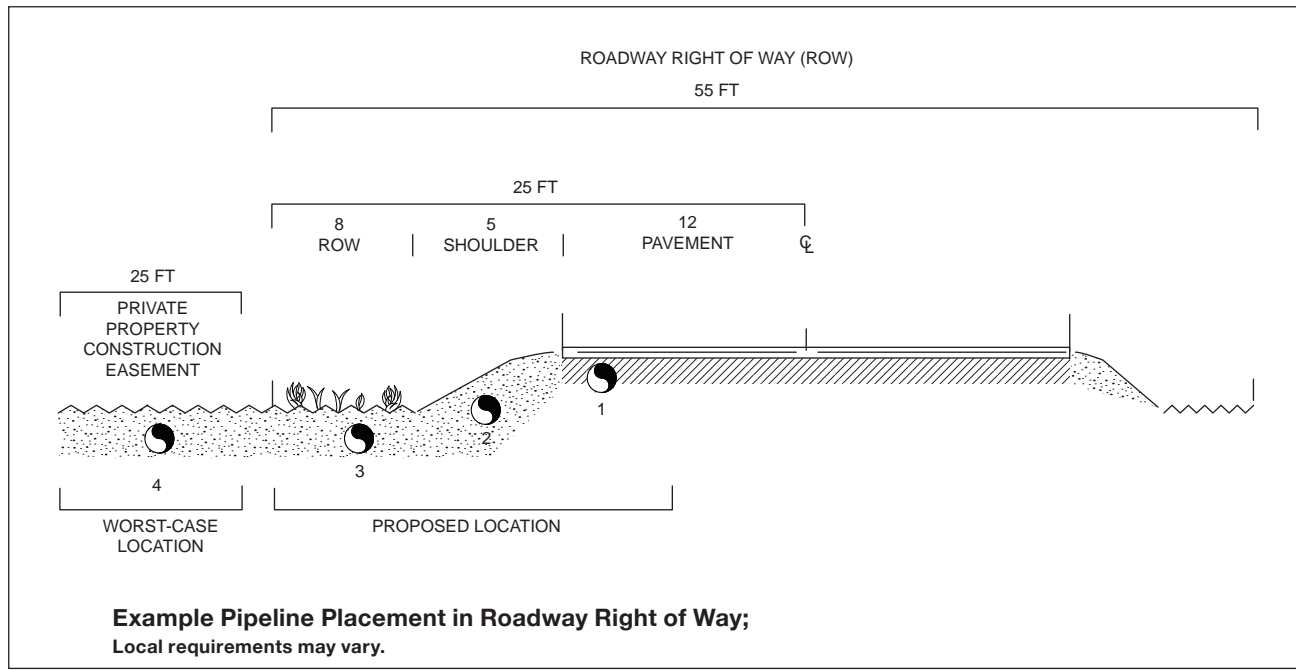 ROADWAY RIGHT OF WAY (ROW)
55 FT
25 FT
8
ROW
5
SHOULDER
12
PAVEMENT
℄
25 FT
PRIVATE
PROPERTY
CONSTRUCTION
EASEMENT
1
2
3
4
WORST-CASE
LOCATION
PROPOSED LOCATION
Example Pipeline Placement in Roadway Right of Way;
Local requirements may vary.